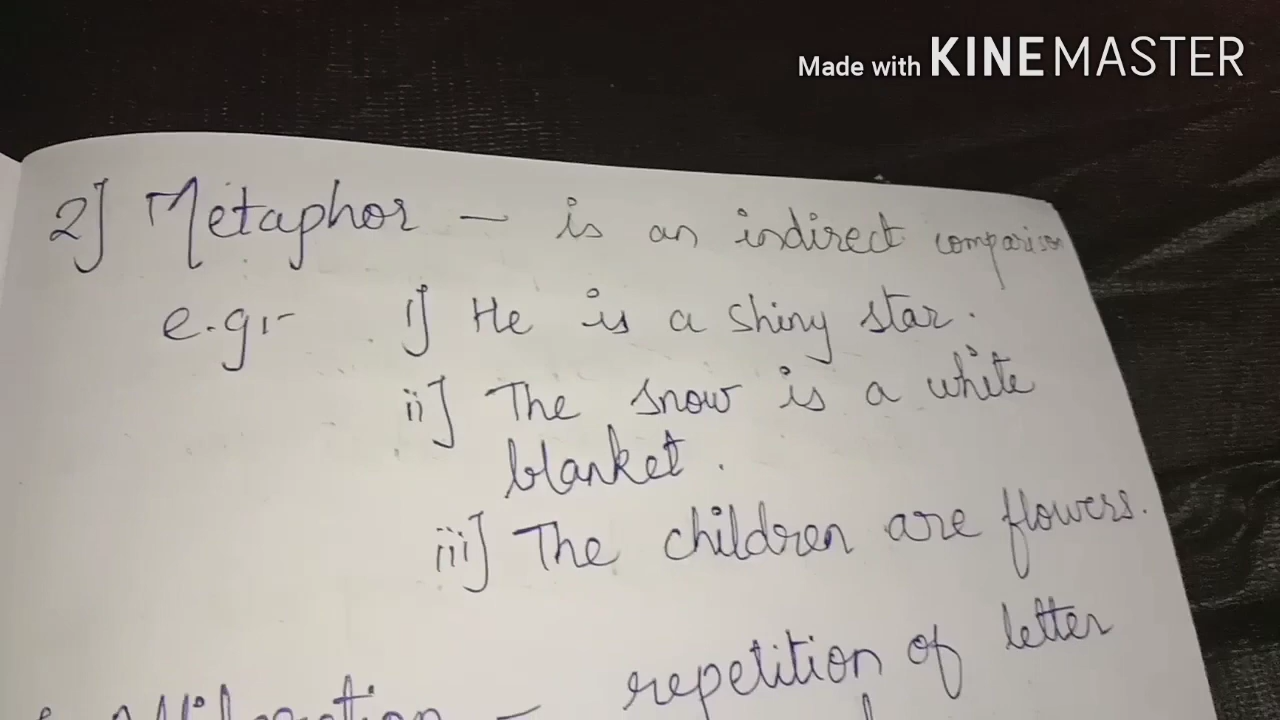 Made with KINEMASTER
2] Metaphor - is an indirect comparison
e.g:- i] He is a shiny star.
ii] The snow is a white
blanket.
iii] The children are flowers.
Alliteration - repetition of letter